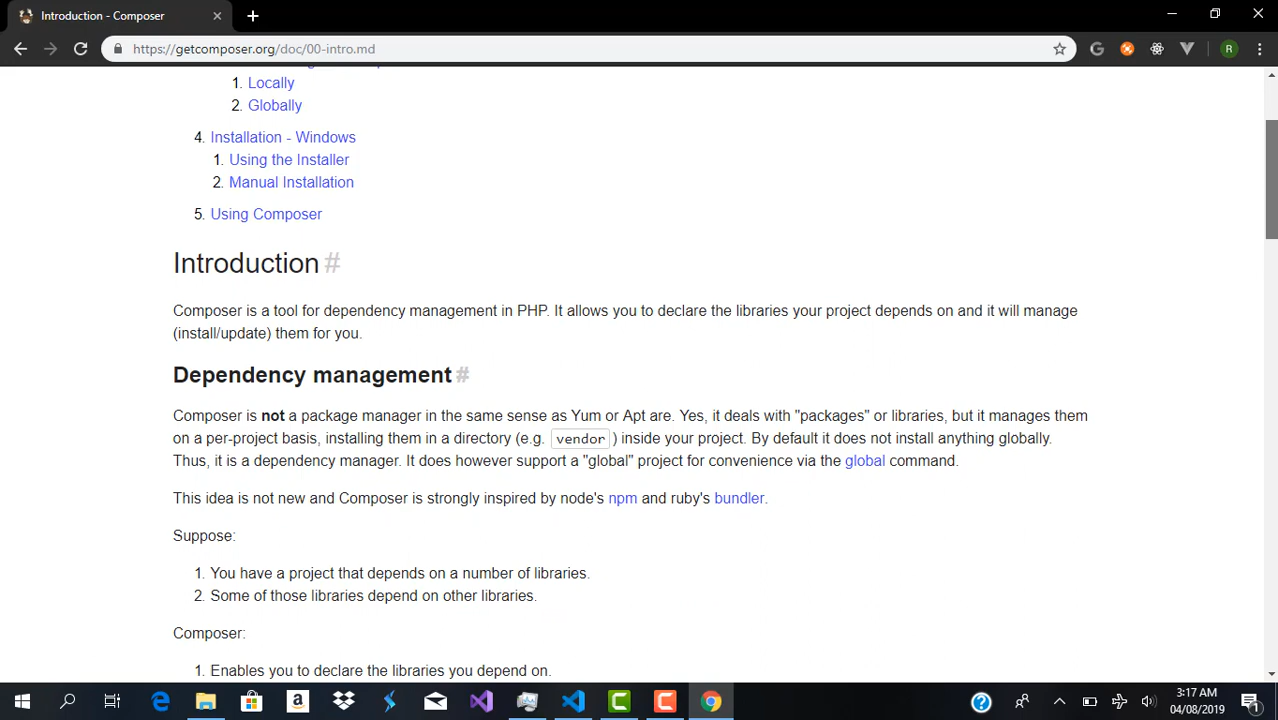 Introduction - Composer
https://getcomposer.org/doc/00-intro.md
R
1. Locally
2. Globally
4. Installation - Windows
1. Using the Installer
2. Manual Installation
5. Using Composer
Introduction #
Composer is a tool for dependency management in PHP. It allows you to declare the libraries your project depends on and it will manage
(install/update) them for you.
Dependency management #
Composer is not a package manager in the same sense as Yum or Apt are. Yes, it deals with "packages" or libraries, but it manages them
on a per-project basis, installing them in a directory (e.g. vendor ) inside your project. By default it does not install anything globally.
Thus, it is a dependency manager. It does however support a "global" project for convenience via the global command.
This idea is not new and Composer is strongly inspired by node's npm and ruby's bundler.
Suppose:
1. You have a project that depends on a number of libraries.
2. Some of those libraries depend on other libraries.
Composer:
1. Enables you to declare the libraries you depend on.
3:17 AM
04/08/2019
1